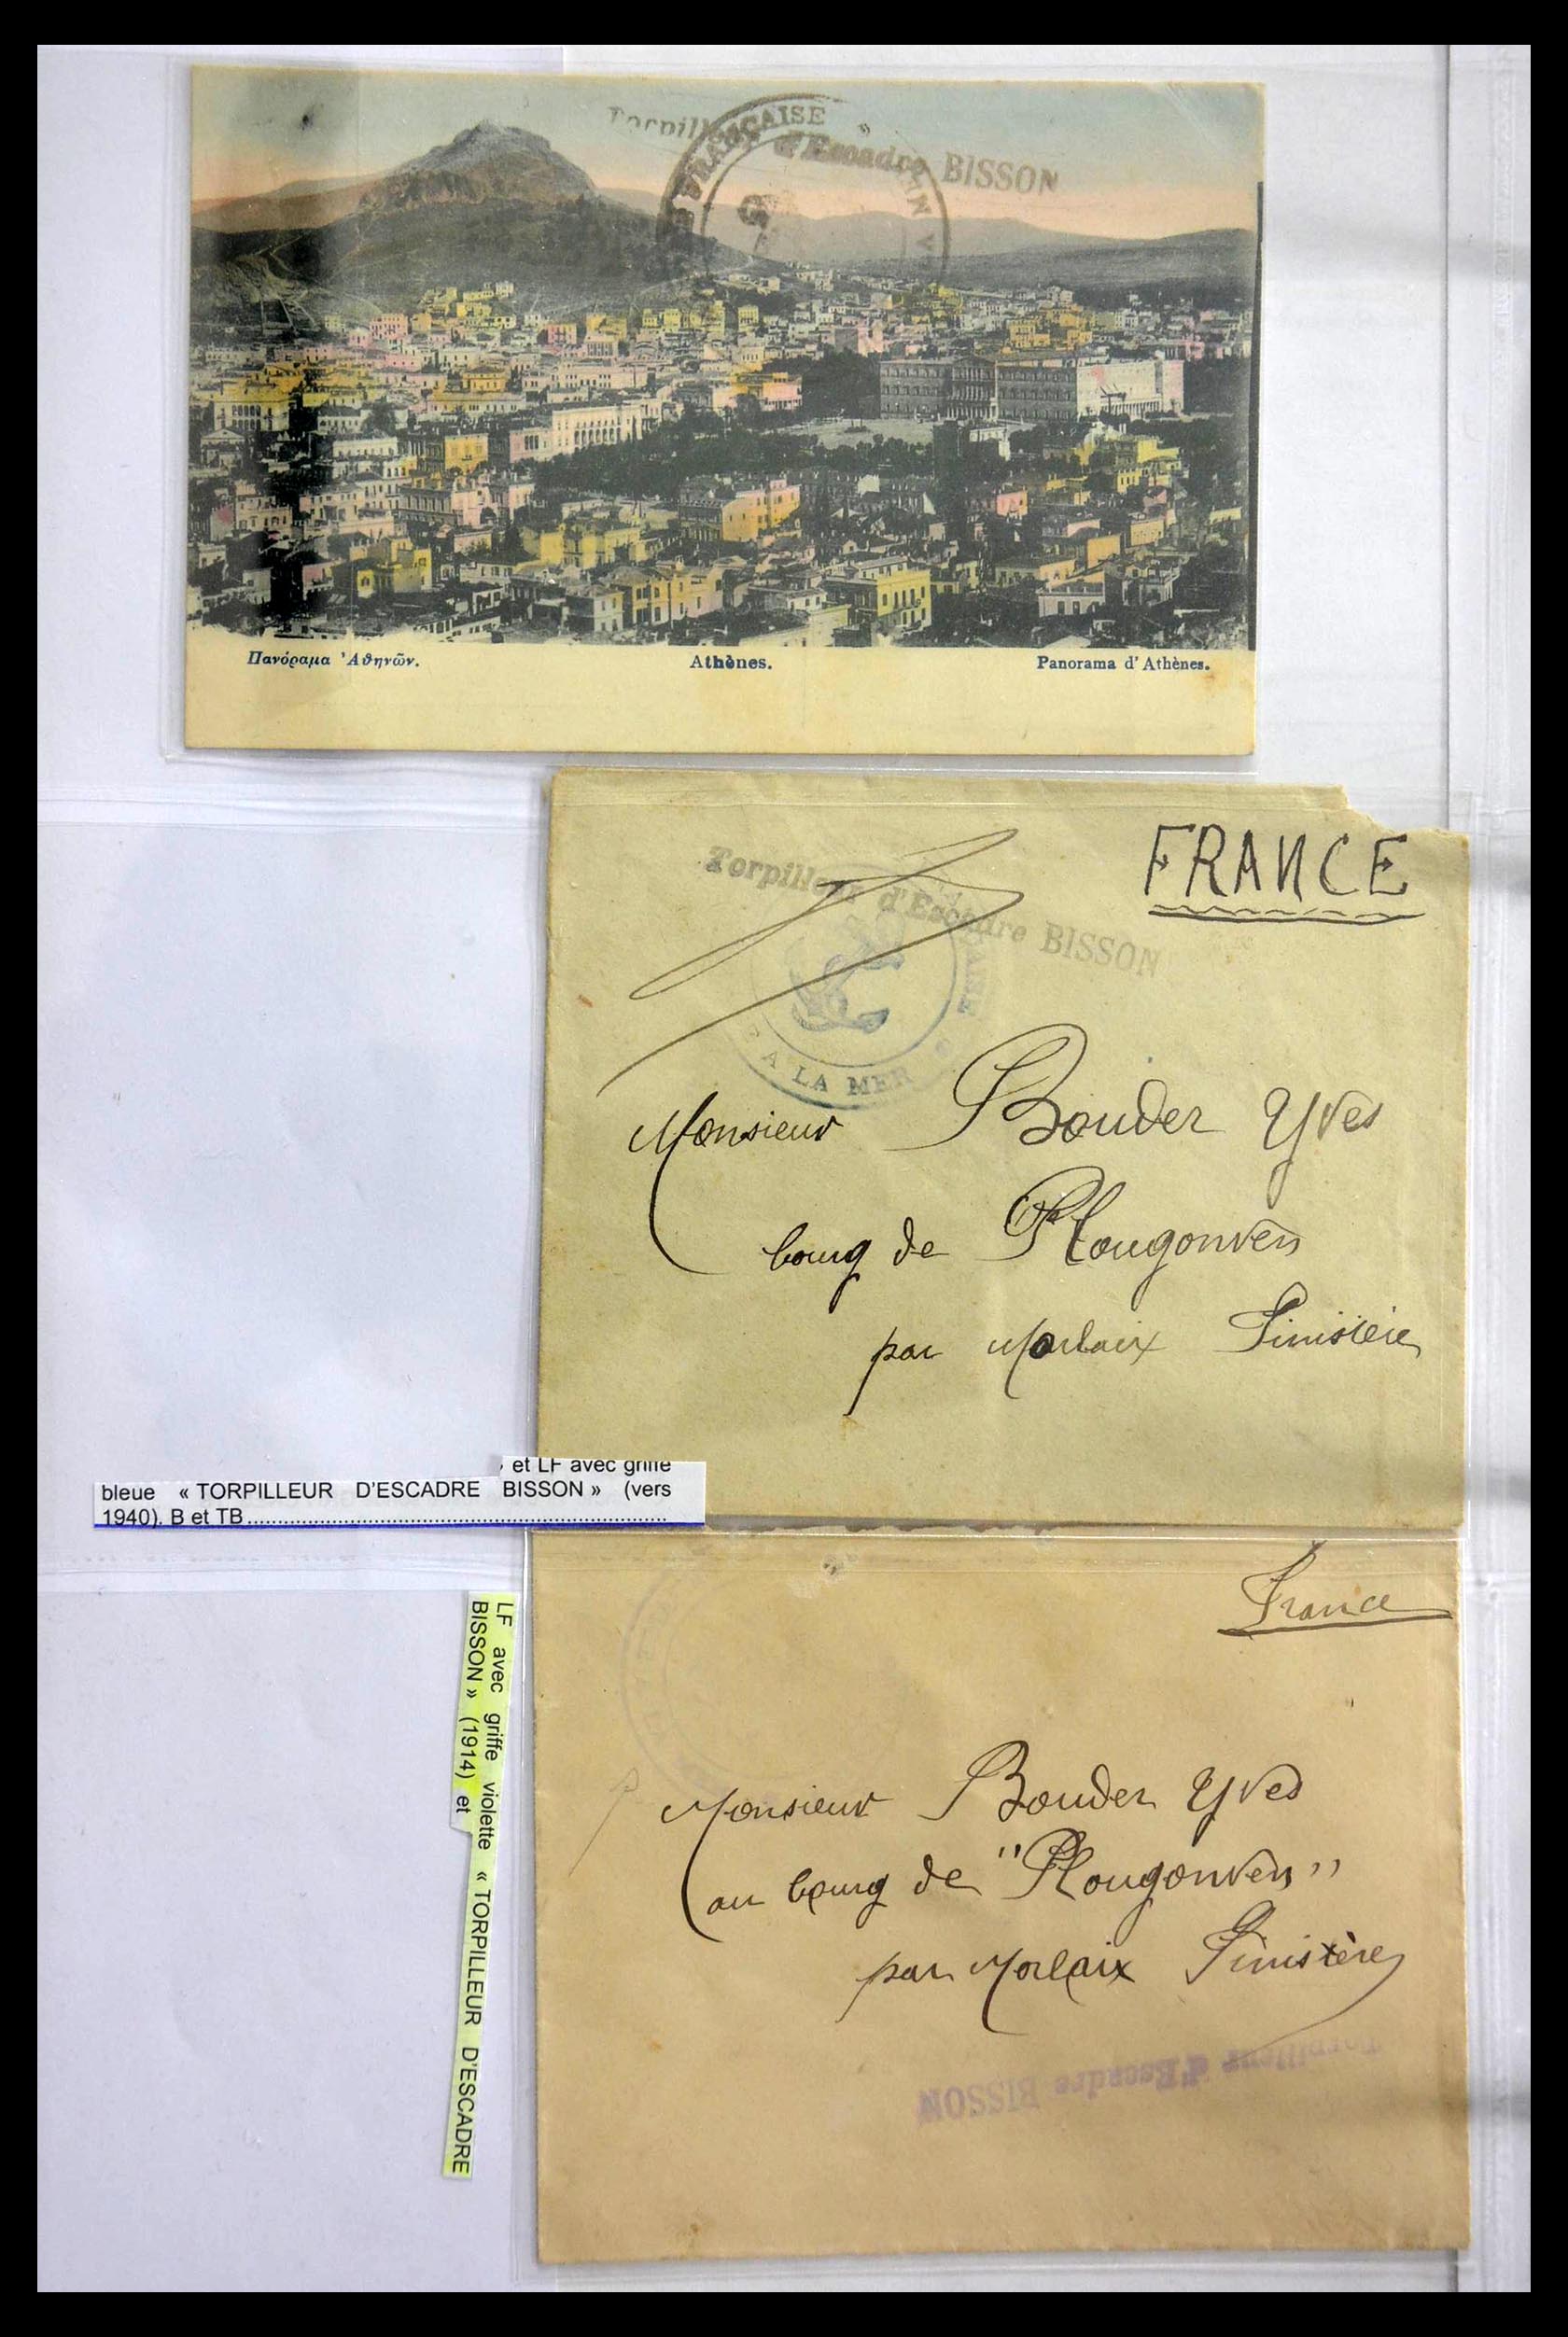 Torpilleur d'Escadre BISSON
FRANÇAISE
Πανόραμα Ἀθηνῶν.
Athènes.
Panorama d'Athènes.
FRANCE
Torpilleur d'Escadre BISSON
A LA MER
Monsieur Bouder Yves
bourg de Plougonven
par Morlaix Finistère
et LF avec griffe
bleue « TORPILLEUR D'ESCADRE BISSON » (vers
1940). B et TB
France
Monsieur Bouder Yves
au bourg de "Plougonven"
par Morlaix Finistère
Torpilleur d'Escadre BISSON
LF avec griffe violette « TORPILLEUR D'ESCADRE
BISSON » (1914) et